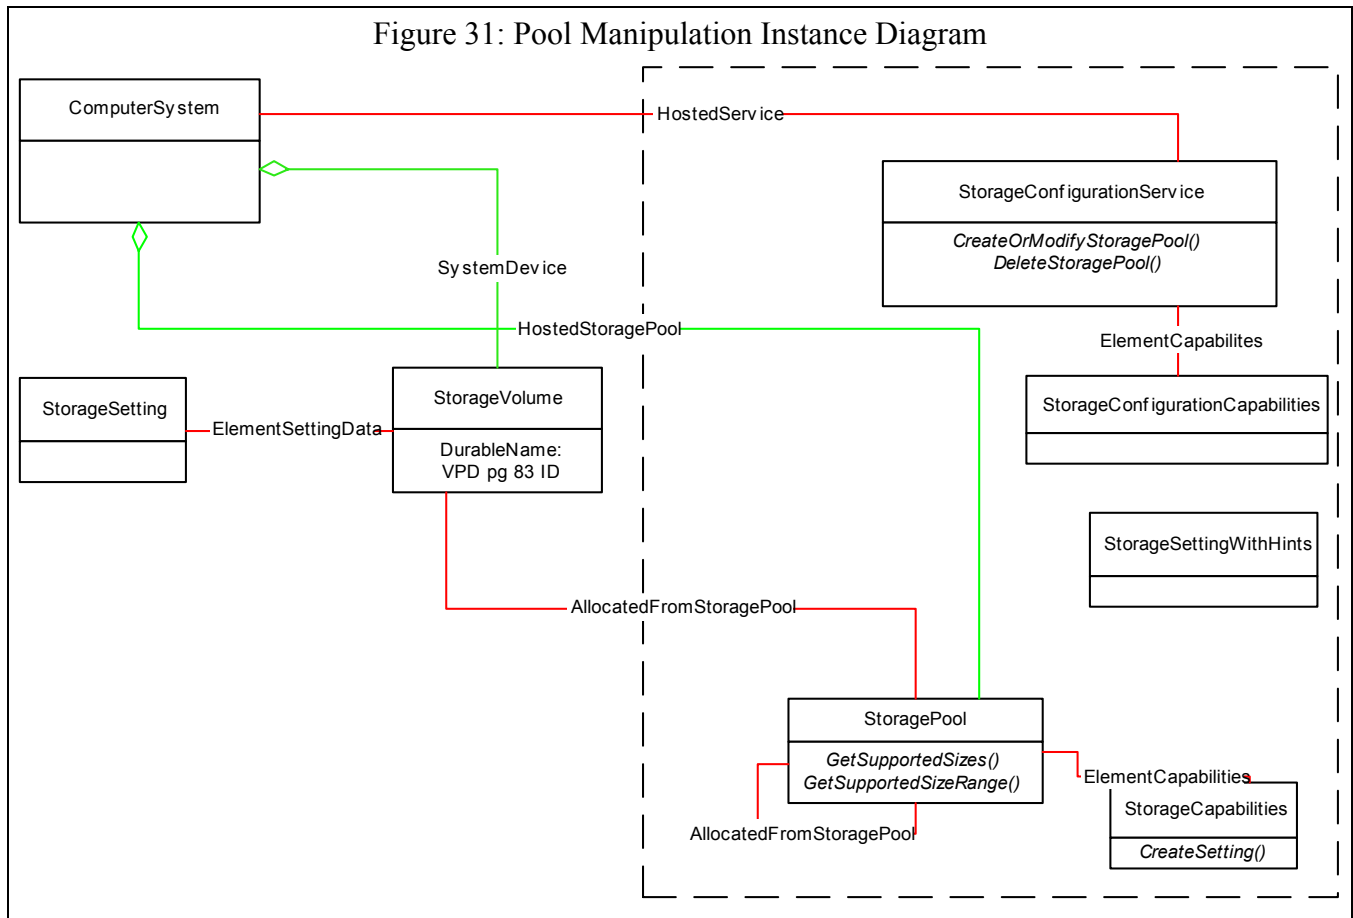 Figure 31: Pool Manipulation Instance Diagram
ComputerSystem
HostedService
StorageConfigurationService
CreateOrModifyStoragePool()
DeleteStoragePool()
SystemDevice
HostedStoragePool
ElementCapabilites
StorageSetting
ElementSettingData
StorageVolume
DurableName:
VPD pg 83 ID
StorageConfigurationCapabilities
StorageSettingWithHints
AllocatedFromStoragePool
StoragePool
GetSupportedSizes()
GetSupportedSizeRange()
AllocatedFromStoragePool
ElementCapabilities
StorageCapabilities
CreateSetting()